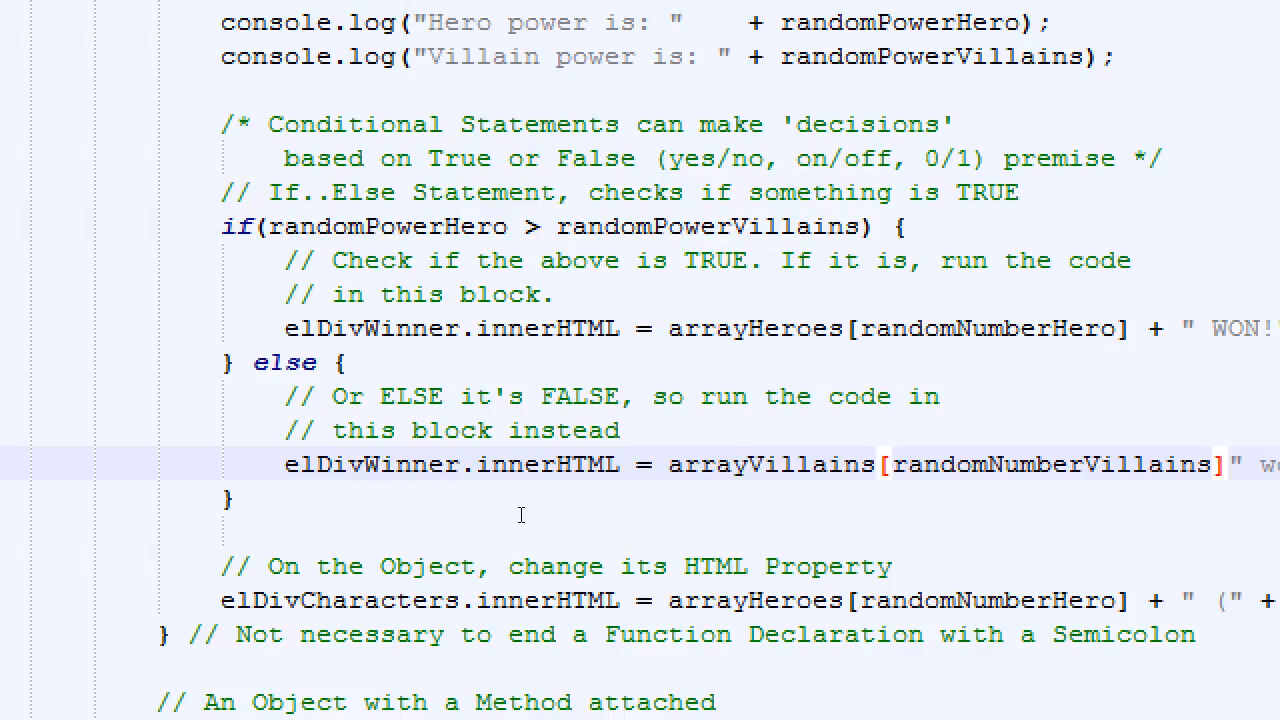 console.log("Hero power is: "    + randomPowerHero);
console.log("Villain power is: " + randomPowerVillains);
/* Conditional Statements can make 'decisions'
based on True or False (yes/no, on/off, 0/1) premise */
// If..Else Statement, checks if something is TRUE
if(randomPowerHero > randomPowerVillains) {
// Check if the above is TRUE. If it is, run the code
// in this block.
elDivWinner.innerHTML = arrayHeroes[randomNumberHero] + " WON!
} else {
// Or ELSE it's FALSE, so run the code in
// this block instead
elDivWinner.innerHTML = arrayVillains[randomNumberVillains]"
}
// On the Object, change its HTML Property
elDivCharacters.innerHTML = arrayHeroes[randomNumberHero] + " (" +
} // Not necessary to end a Function Declaration with a Semicolon
// An Object with a Method attached